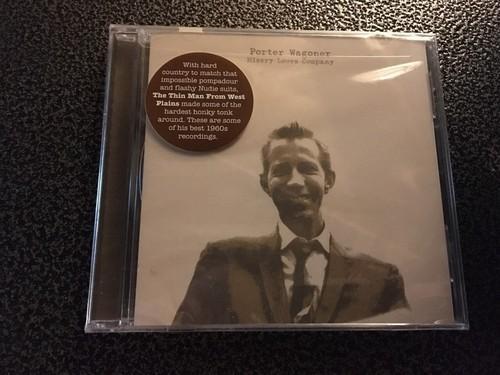 Porter Wagoner
Misery Loves Company
With hard
country to match that
impossible pompadour
and flashy Nudie suits,
The Thin Man From West
Plains made some of the
hardest honky tonk
around. These are some
of his best 1960s
recordings.